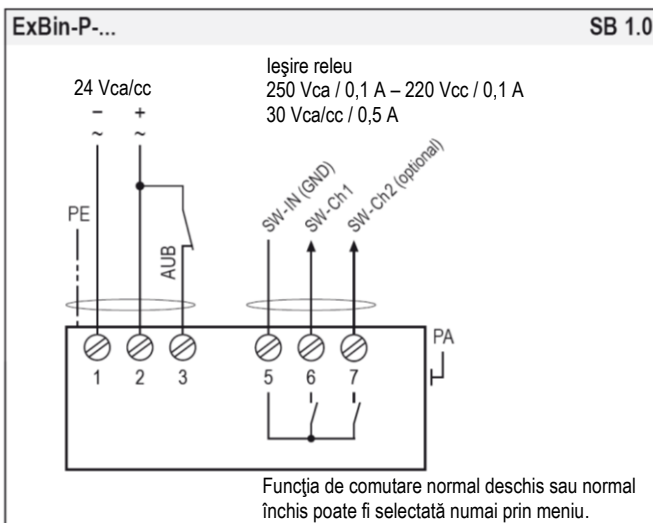 ExBin-P-... SB 1.0
Ieşire releu
24 Vca/cc 250 Vca / 0,1 A – 220 Vcc / 0,1 A
30 Vca/cc / 0,5 A
− +
~ ~
PE
AUB
SW-IN (GND)
SW-Ch1
SW-Ch2 (optional)
PA
1 2 3 5 6 7
Funcţia de comutare normal deschis sau normal
închis poate fi selectată numai prin meniu.